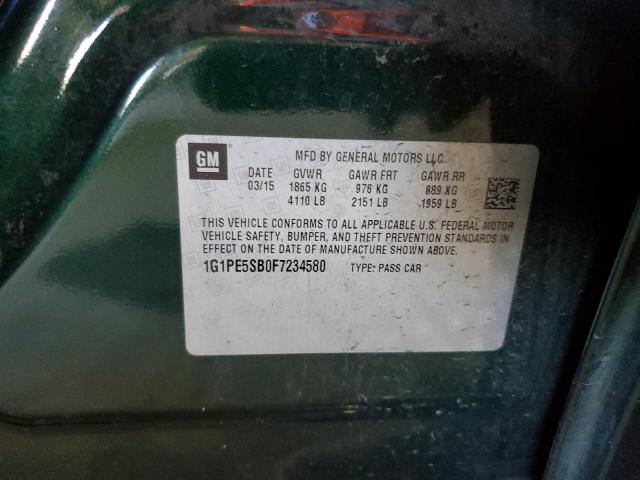 GM
MFD BY GENERAL MOTORS LLC
DATE GVWR GAWR FRT GAWR RR
03/15 1865 KG 976 KG 889 KG
4110 LB 2151 LB 1959 LB
THIS VEHICLE CONFORMS TO ALL APPLICABLE U.S. FEDERAL MOTOR
VEHICLE SAFETY, BUMPER, AND THEFT PREVENTION STANDARDS IN
EFFECT ON THE DATE OF MANUFACTURE SHOWN ABOVE.
1G1PE5SB0F7234580 TYPE: PASS CAR